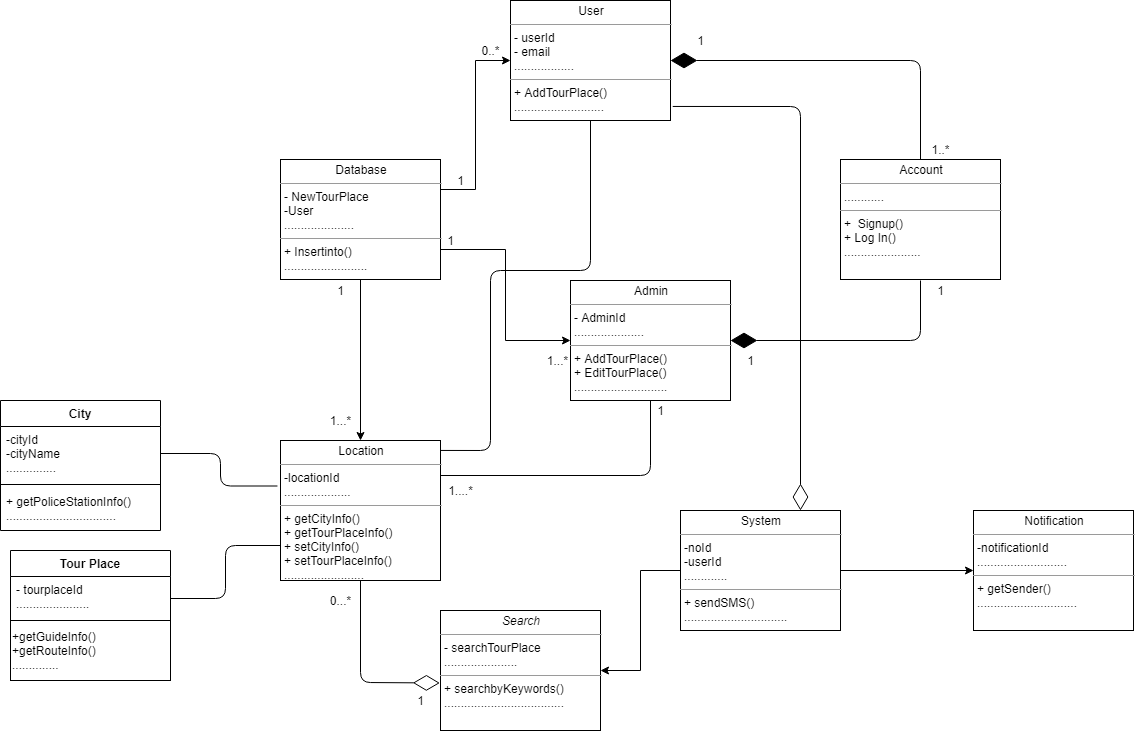 User
- userId
- email
..................
+ AddTourPlace()
...........................
1
0..*
1..*
Database
- NewTourPlace
-User
.....................
+ Insertinto()
.........................
1
1
1
Account
............
+  Signup()
+ Log In()
.......................
1
Admin
- AdminId
.....................
+ AddTourPlace()
+ EditTourPlace()
............................
1...*
1
1
1...*
City
-cityId
-cityName
...............
+ getPoliceStationInfo()
.................................
Location
-locationId
....................
+ getCityInfo()
+ getTourPlaceInfo()
+ setCityInfo()
+ setTourPlaceInfo()
........................
1....*
0...*
Tour Place
- tourplaceId
......................
+getGuideInfo()
+getRouteInfo()
..............
Search
- searchTourPlace
......................
+ searchbyKeywords()
....................................
1
System
-noId
-userId
.............
+ sendSMS()
...............................
Notification
-notificationId
...........................
+ getSender()
..............................